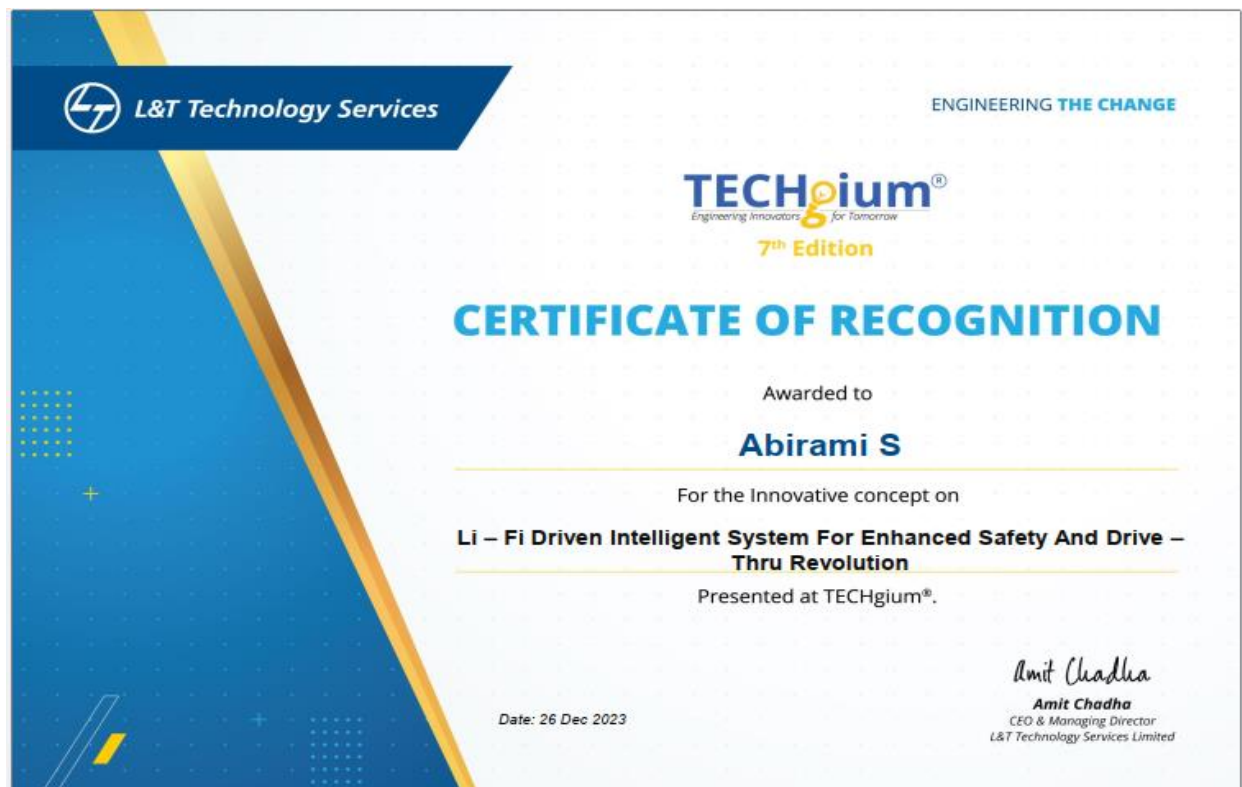 L&T Technology Services
ENGINEERING THE CHANGE
TECHgium®
Engineering Innovators for Tomorrow
7th Edition
CERTIFICATE OF RECOGNITION
Awarded to
Abirami S
For the Innovative concept on
Li – Fi Driven Intelligent System For Enhanced Safety And Drive –
Thru Revolution
Presented at TECHgium®.
Amit Chadha
Amit Chadha
Date: 26 Dec 2023
CEO & Managing Director
L&T Technology Services Limited